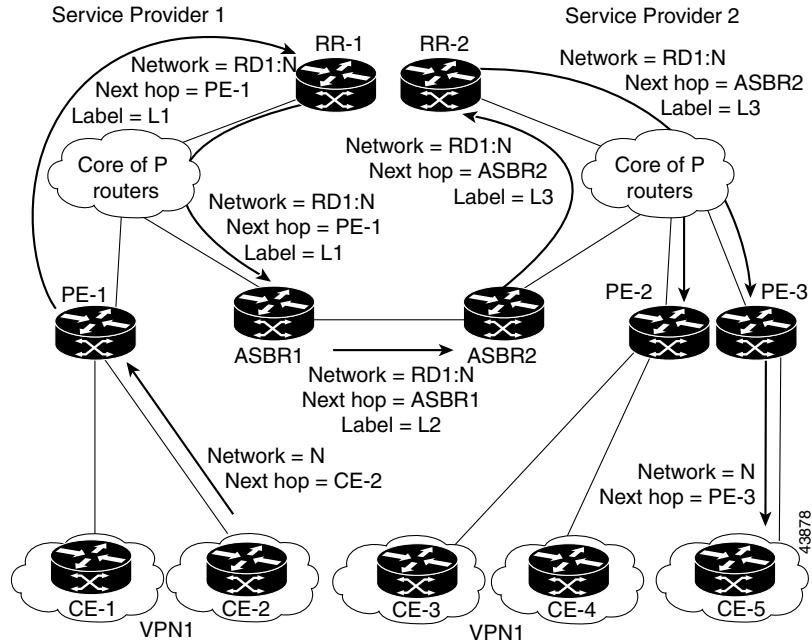 Service Provider 1
Service Provider 2
RR-1
RR-2
Network = RD1:N
Next hop = PE-1
Label = L1
Network = RD1:N
Next hop = ASBR2
Label = L3
Core of P
routers
Network = RD1:N
Next hop = ASBR2
Label = L3
Core of P
routers
Network = RD1:N
Next hop = PE-1
Label = L1
PE-1
ASBR1
ASBR2
PE-2
PE-3
Network = RD1:N
Next hop = ASBR1
Label = L2
Network = N
Next hop = CE-2
Network = N
Next hop = PE-3
CE-1
CE-2
CE-3
CE-4
CE-5
VPN1
VPN1
43878